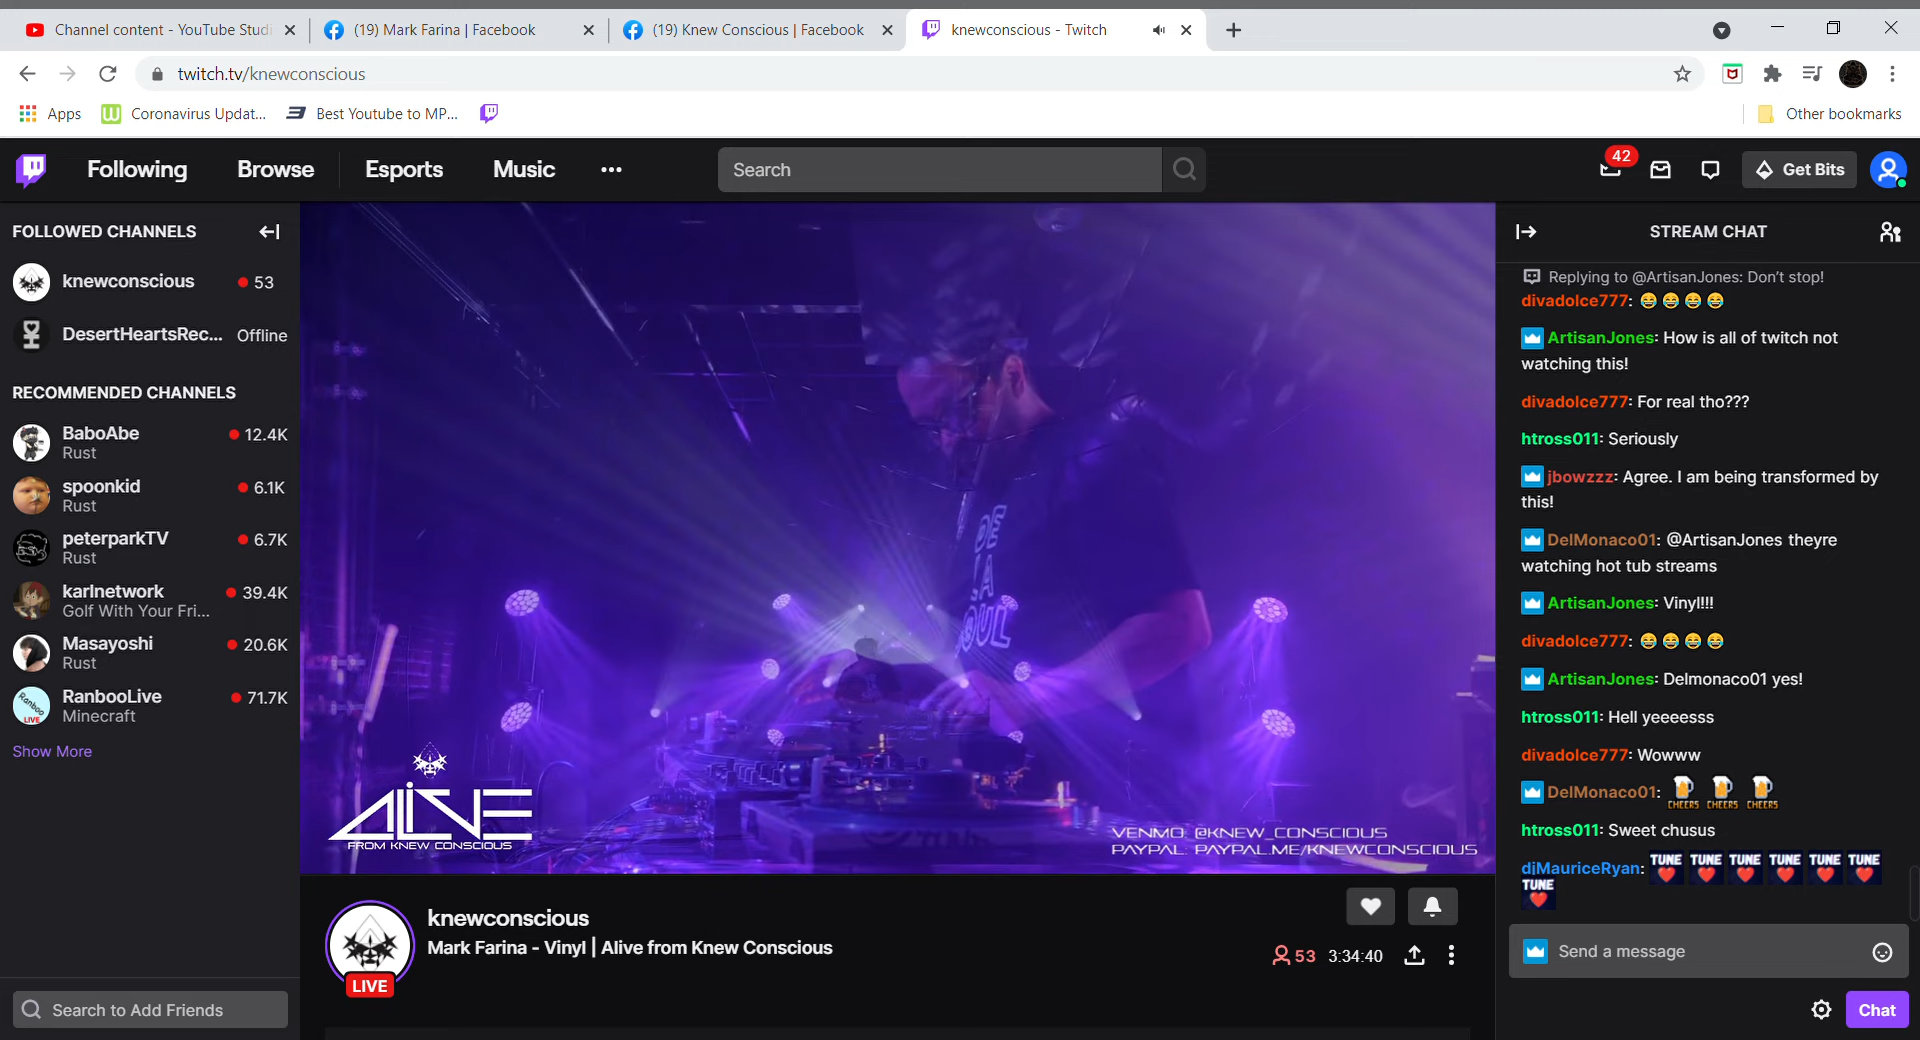 Channel content - YouTube Studi
(19) Mark Farina | Facebook
(19) Knew Conscious | Facebook
knewconscious - Twitch
twitch.tv/knewconscious
Apps
Coronavirus Updat...
Best Youtube to MP...
Other bookmarks
Following
Browse
Esports
Music
Search
42
Get Bits
FOLLOWED CHANNELS
knewconscious
53
DesertHeartsRec...
Offline
RECOMMENDED CHANNELS
BaboAbe
12.4K
Rust
spoonkid
6.1K
Rust
peterparkTV
6.7K
Rust
karlnetwork
39.4K
Golf With Your Fri...
Masayoshi
20.6K
Rust
RanbooLive
71.7K
Minecraft
Ranboo
LIVE
Show More
Search to Add Friends
DE
LA
SOUL
ALIVE
FROM KNEW CONSCIOUS
VENMO: @KNEW_CONSCIOUS
PAYPAL: PAYPAL.ME/KNEWCONSCIOUS
knewconscious
Mark Farina - Vinyl | Alive from Knew Conscious
LIVE
53
3:34:40
STREAM CHAT
Replying to @ArtisanJones: Don't stop!
divadolce777: 😂 😂 😂 😂
ArtisanJones: How is all of twitch not
watching this!
divadolce777: For real tho???
htross011: Seriously
jbowzzz: Agree. I am being transformed by
this!
DelMonaco01: @ArtisanJones theyre
watching hot tub streams
ArtisanJones: Vinyl!!!
divadolce777: 😂 😂 😂 😂
ArtisanJones: Delmonaco01 yes!
htross011: Hell yeeeesss
divadolce777: Wowww
DelMonaco01: CHEERS CHEERS CHEERS
htross011: Sweet chusus
djMauriceRyan: TUNE TUNE TUNE TUNE TUNE TUNE
TUNE
Send a message
Chat